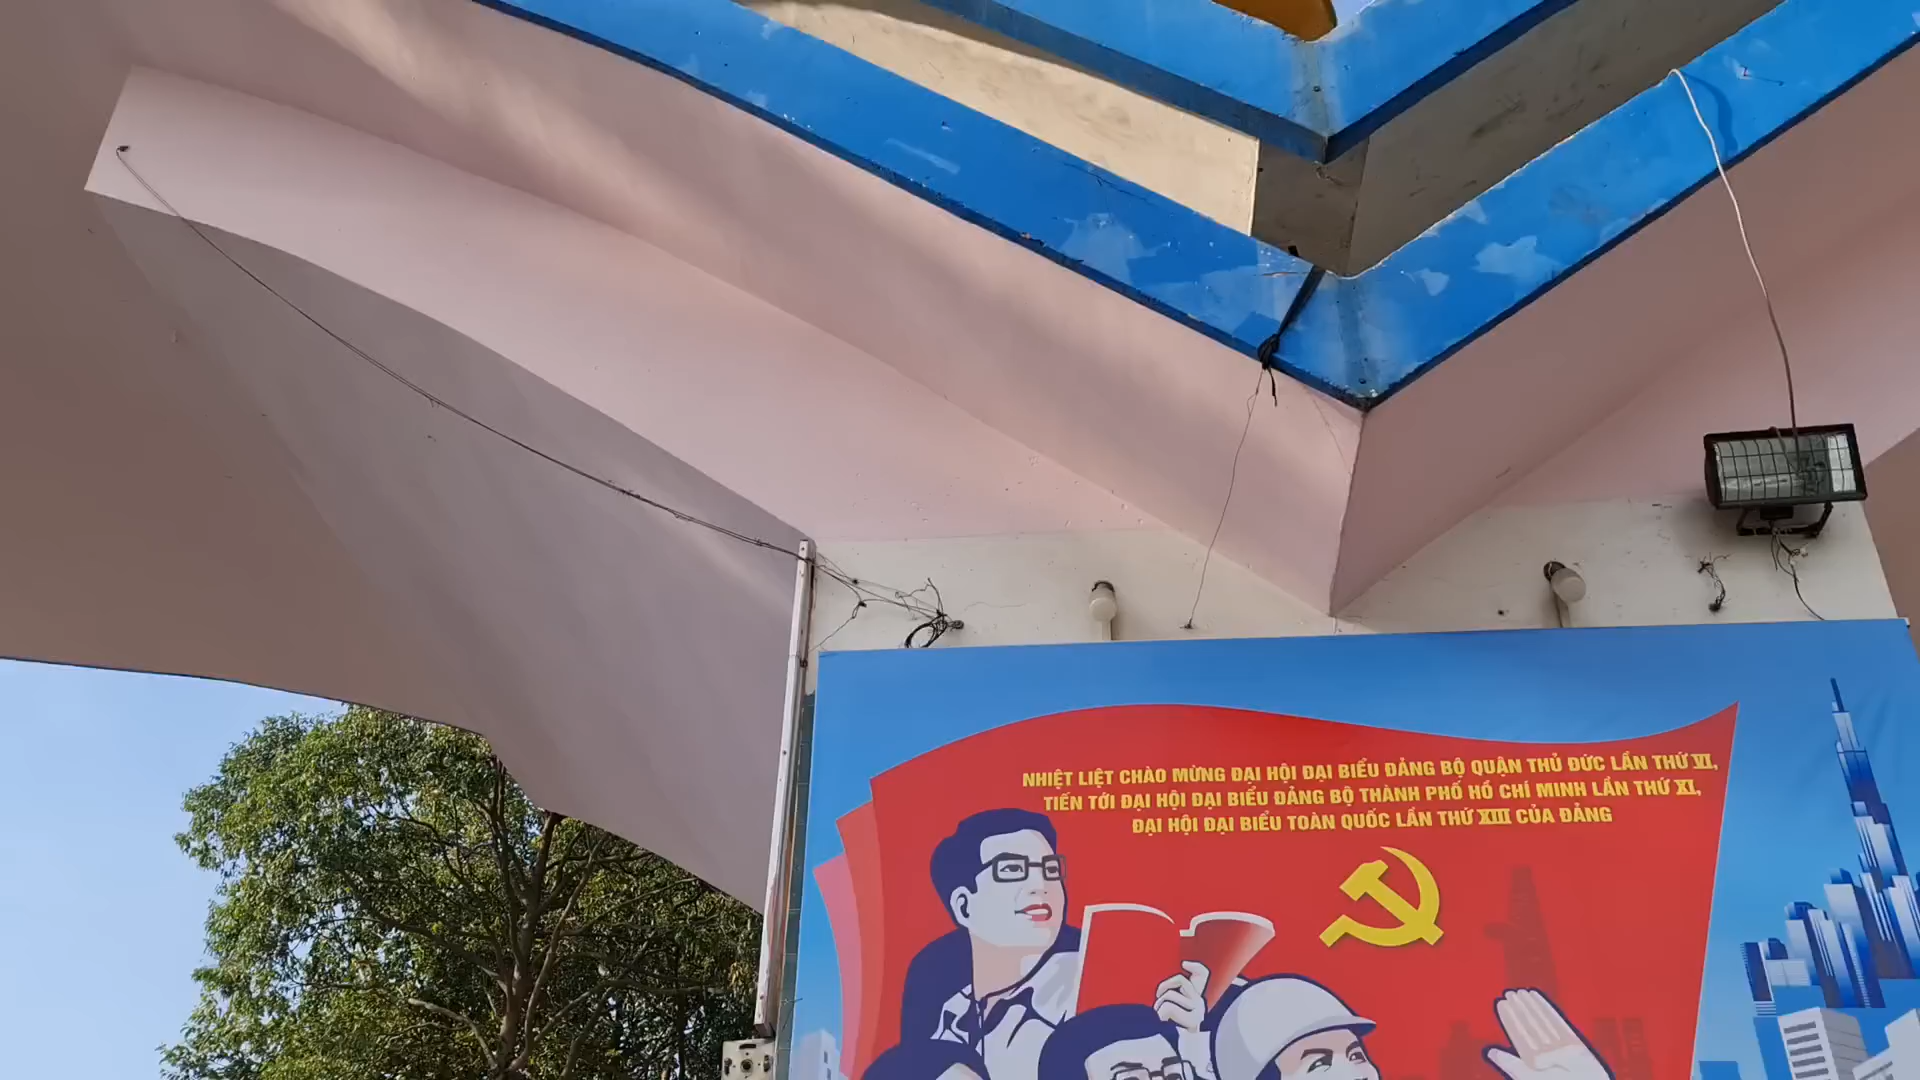 NHIỆT LIỆT CHÀO MỪNG ĐẠI HỘI ĐẠI BIỂU ĐẢNG BỘ QUẬN THỦ ĐỨC LẦN THỨ VI,
TIẾN TỚI ĐẠI HỘI ĐẠI BIỂU ĐẢNG BỘ THÀNH PHỐ HỒ CHÍ MINH LẦN THỨ XI,
ĐẠI HỘI ĐẠI BIỂU TOÀN QUỐC LẦN THỨ XIII CỦA ĐẢNG